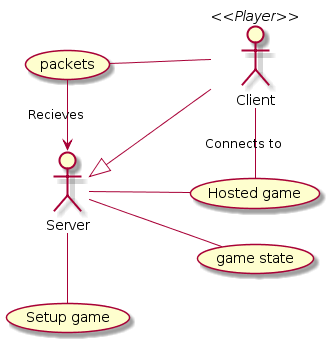 <<Player>>
packets
Client
Recieves
Connects to
Hosted game
Server
game state
Setup game